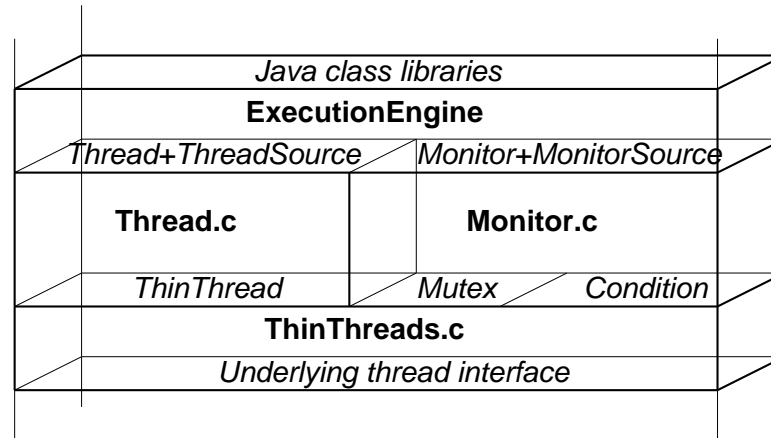 Java class libraries
ExecutionEngine
Thread+ThreadSource Monitor+MonitorSource
Thread.c Monitor.c
ThinThread Mutex Condition
ThinThreads.c
Underlying thread interface